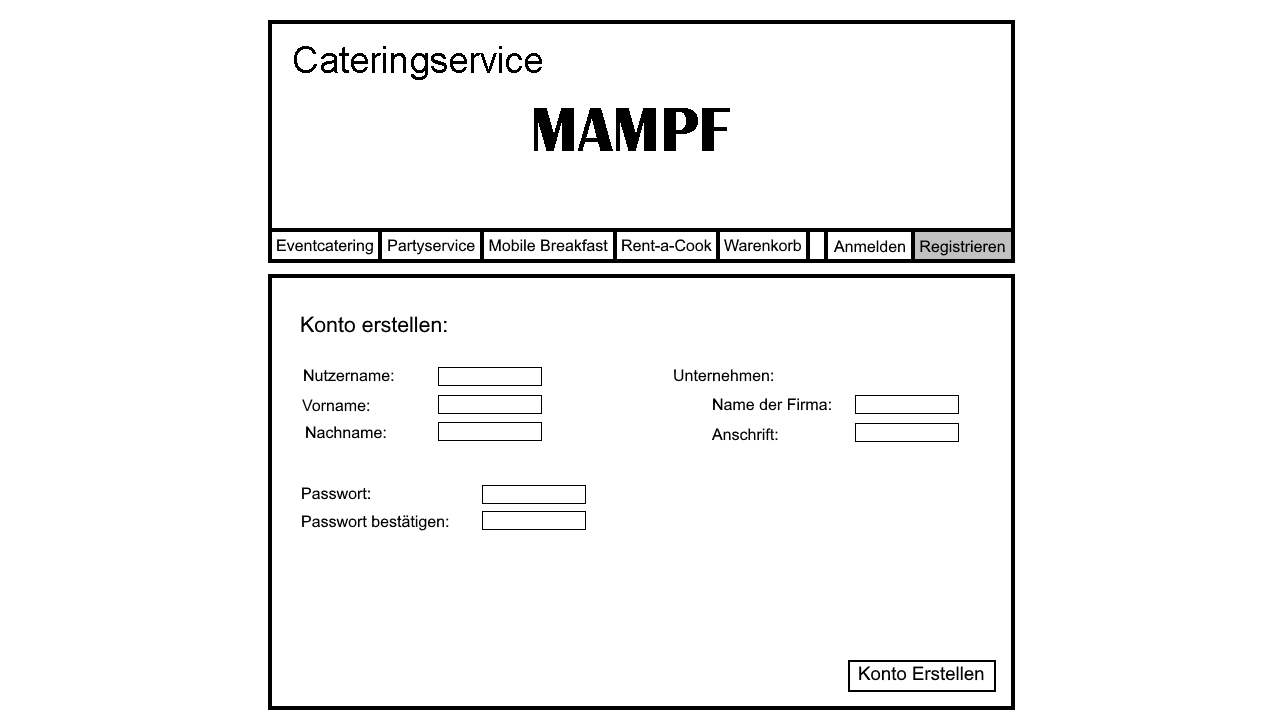 Cateringservice
MAMPF
Eventcatering Partyservice Mobile Breakfast Rent-a-Cook Warenkorb Anmelden Registrieren
Konto erstellen:
Nutzername:
Vorname:
Nachname:
Unternehmen:
Name der Firma:
Anschrift:
Passwort:
Passwort bestätigen:
Konto Erstellen